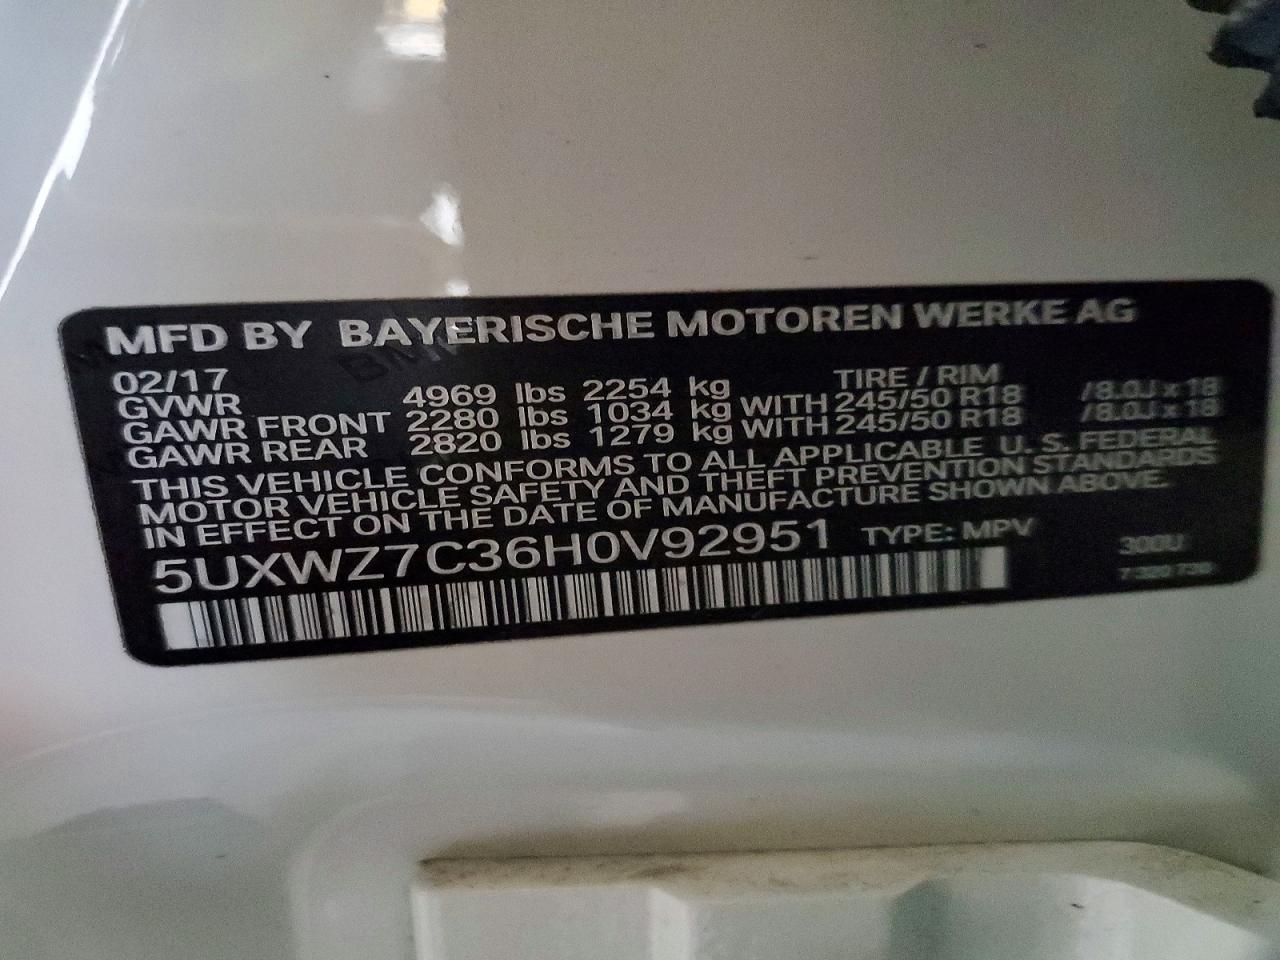 MFD BY BAYERISCHE MOTOREN WERKE AG
02/17 TIRE / RIM
GVWR 4969 lbs 2254 kg
GAWR FRONT 2280 lbs 1034 kg WITH 245/50 R18 /8.0J x 18
GAWR REAR 2820 lbs 1279 kg WITH 245/50 R18 /8.0J x 18
THIS VEHICLE CONFORMS TO ALL APPLICABLE U. S. FEDERAL
MOTOR VEHICLE SAFETY AND THEFT PREVENTION STANDARDS
IN EFFECT ON THE DATE OF MANUFACTURE SHOWN ABOVE.
5UXWZ7C36H0V92951 TYPE: MPV
300U